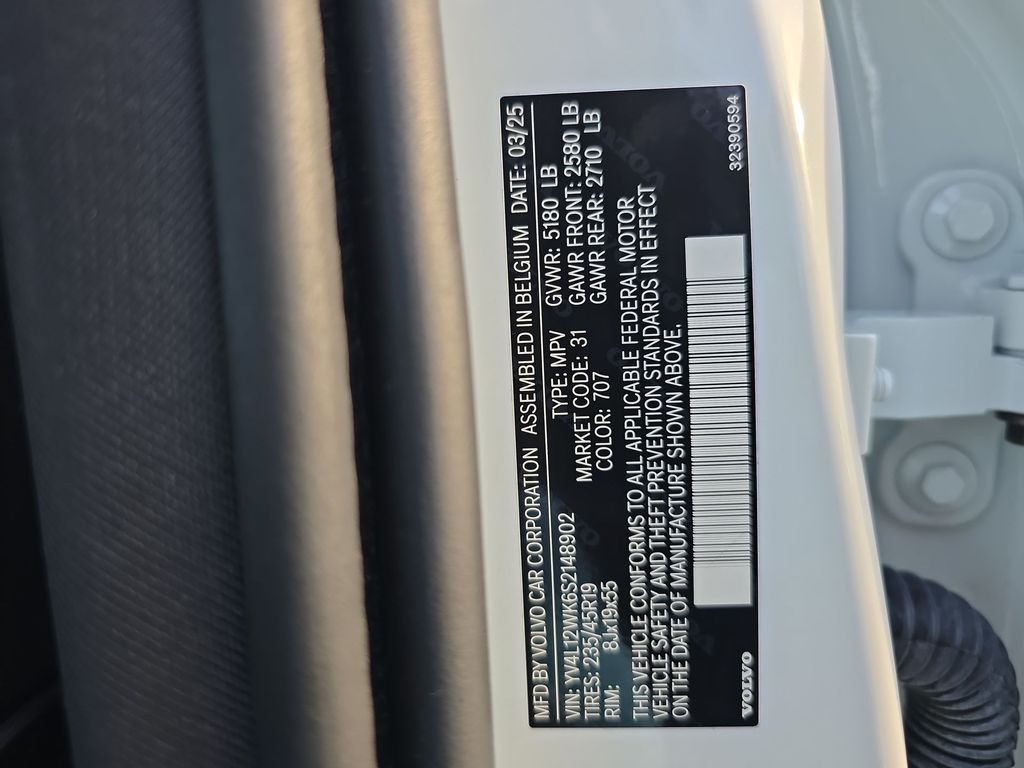 MFD BY VOLVO CAR CORPORATION ASSEMBLED IN BELGIUM DATE: 03/25
VIN: YV4L12WK6S2148902 TYPE: MPV GVWR: 5180 LB
TIRES: 235/45R19 MARKET CODE: 31 GAWR FRONT: 2580 LB
RIM: 8Jx19x55 COLOR: 707 GAWR REAR: 2710 LB
THIS VEHICLE CONFORMS TO ALL APPLICABLE FEDERAL MOTOR
VEHICLE SAFETY AND THEFT PREVENTION STANDARDS IN EFFECT
ON THE DATE OF MANUFACTURE SHOWN ABOVE.
VOLVO 32390594